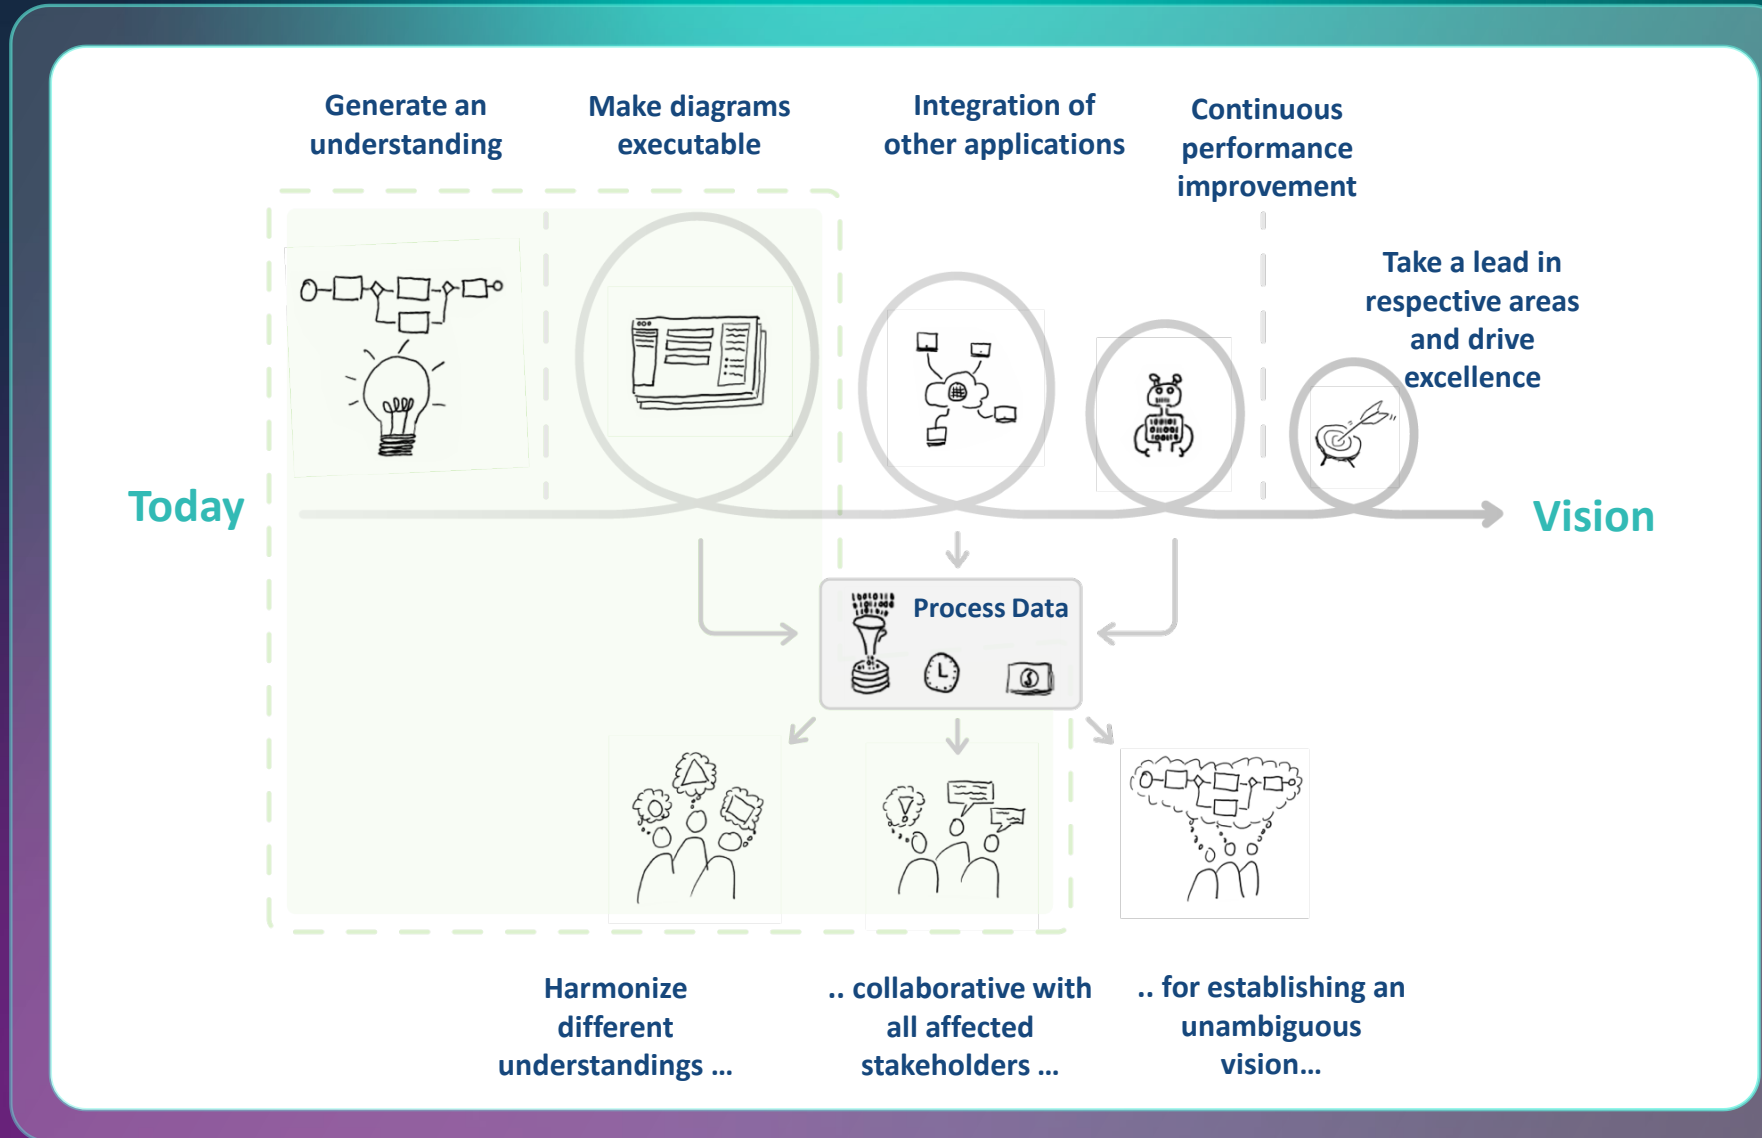 Generate an
understanding
Make diagrams
executable
Integration of
other applications
Continuous
performance
improvement
Take a lead in
respective areas
and drive
excellence
Today
Vision
Process Data
Harmonize
different
understandings ...
.. collaborative with
all affected
stakeholders ...
.. for establishing an
unambiguous
vision...